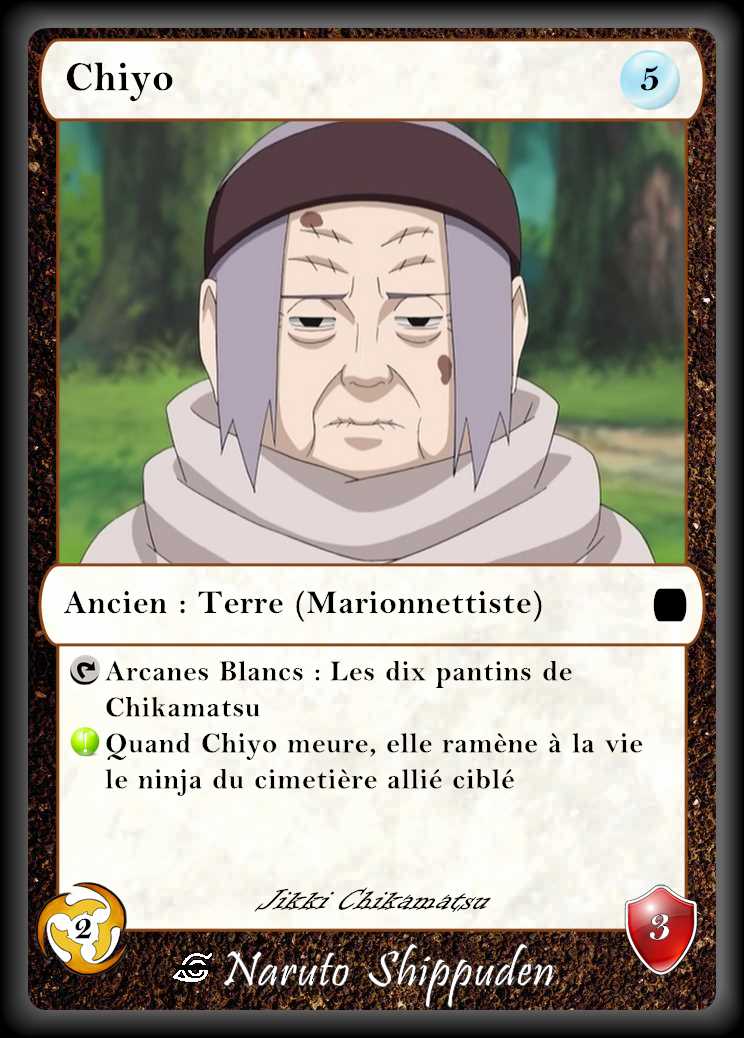 Chiyo
5
Ancien : Terre (Marionnettiste)
Arcanes Blancs : Les dix pantins de
Chikamatsu
Quand Chiyo meure, elle ramène à la vie
le ninja du cimetière allié ciblé
Jikki Chikamatsu
2
3
Naruto Shippuden